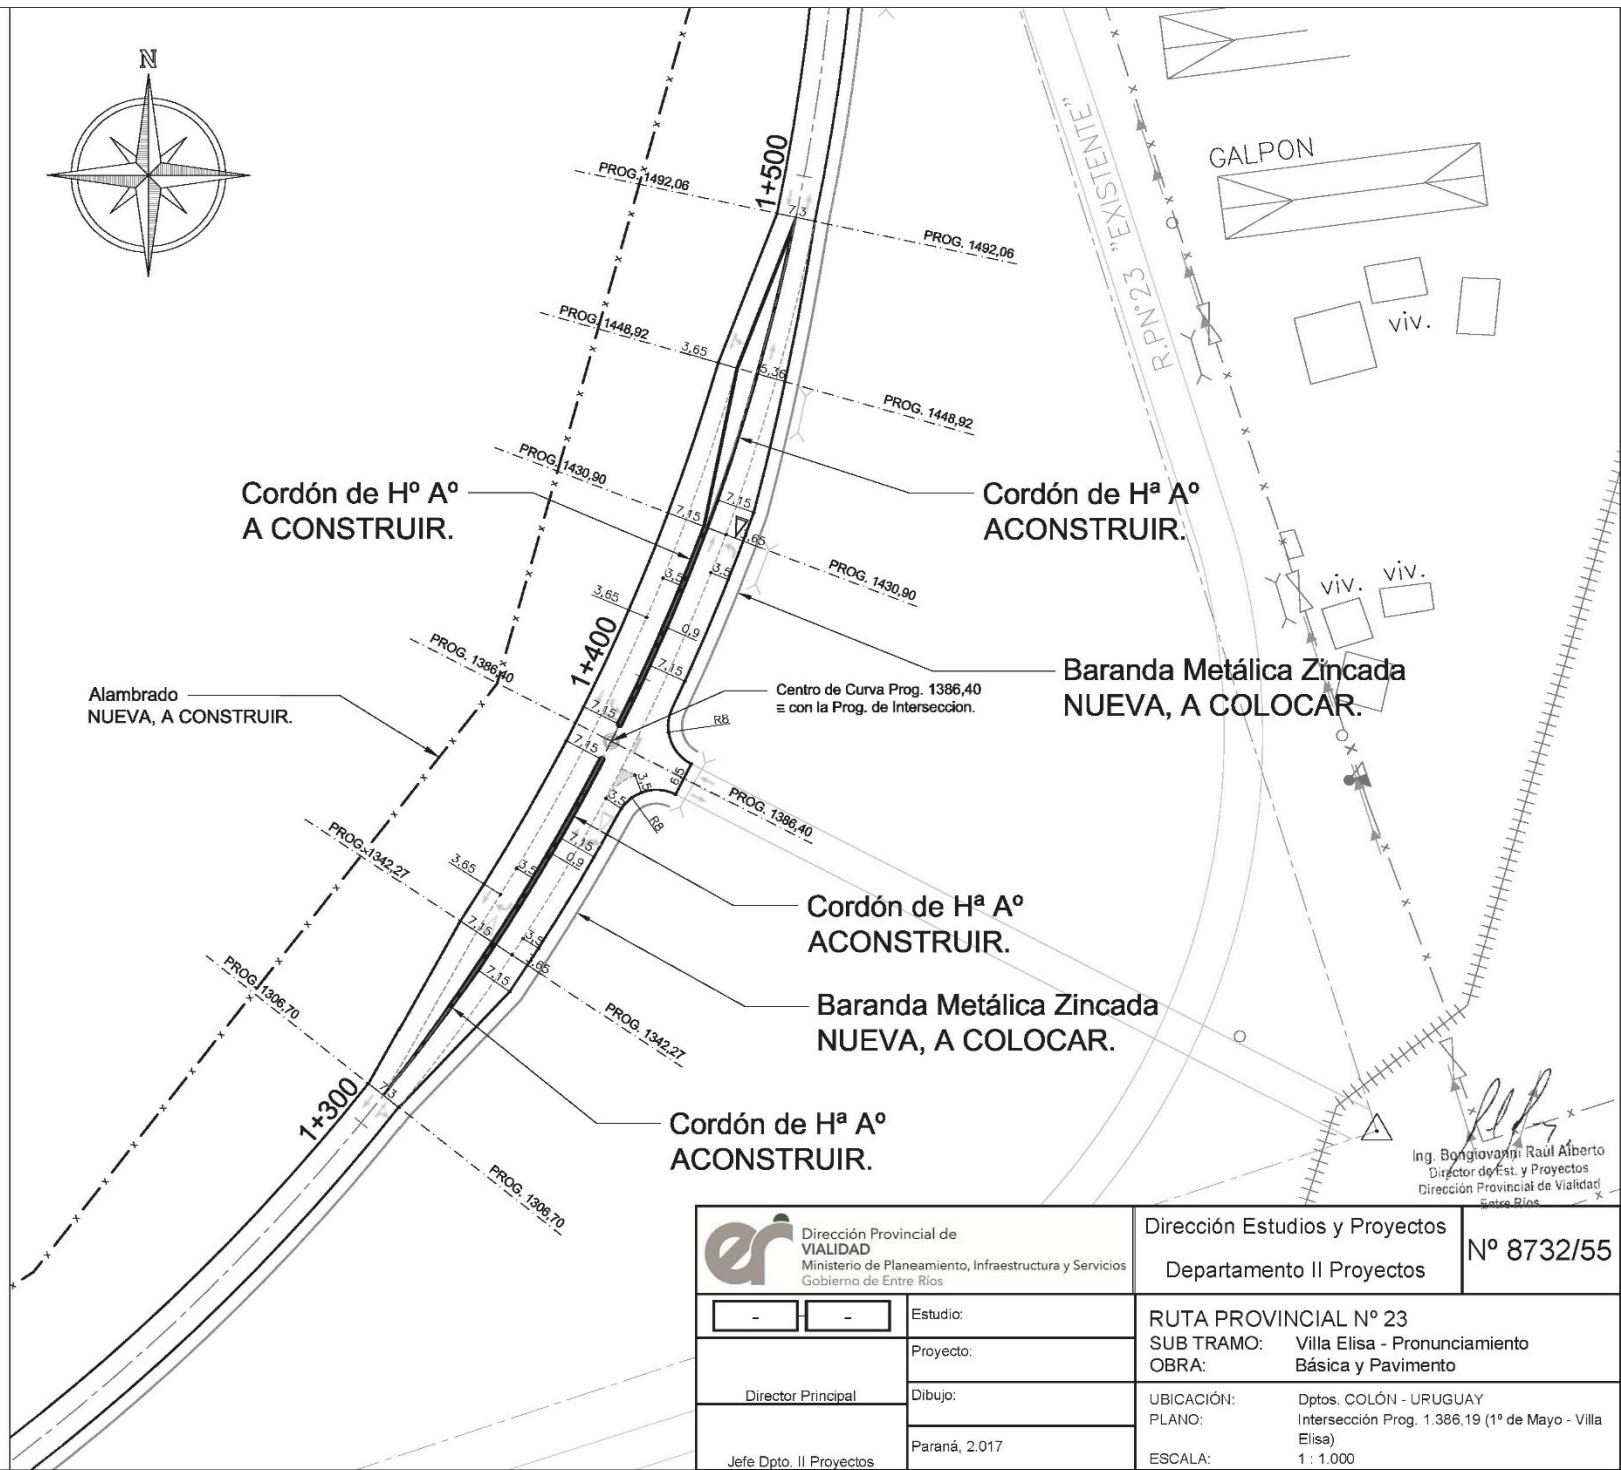 N
PROG. 1492,06
1+500
7,3
PROG. 1492,06
R.P.Nº23 "EXISTENTE"
GALPON
viv.
PROG. 1448,92
3,65
5,36
PROG. 1448,92
Cordón de Hº Aº
A CONSTRUIR.
PROG. 1430,90
7,15
7,15
3,65
Cordón de Hª Aº
ACONSTRUIR.
PROG. 1430,90
3,5
3,5
3,65
0,9
7,15
viv.
viv.
1+400
PROG. 1386,40
Alambrado
NUEVA, A CONSTRUIR.
Centro de Curva Prog. 1386,40
≡ con la Prog. de Interseccion.
Baranda Metálica Zincada
NUEVA, A COLOCAR.
7,15
7,15
R8
6,5
3,5
3,5
R8
PROG. 1386,40
7,15
0,9
PROG. 1342,27
3,65
3,5
7,15
3,5
3,65
7,15
Cordón de Hª Aº
ACONSTRUIR.
PROG. 1306,70
PROG. 1342,27
Baranda Metálica Zincada
NUEVA, A COLOCAR.
1+300
7,3
Cordón de Hª Aº
ACONSTRUIR.
PROG. 1306,70
Ing. Bongiovanni Raúl Alberto
Director de Est. y Proyectos
Dirección Provincial de Vialidad
Entre Ríos
er
Dirección Provincial de
VIALIDAD
Ministerio de Planeamiento, Infraestructura y Servicios
Gobierno de Entre Ríos
Dirección Estudios y Proyectos
Departamento II Proyectos
Nº 8732/55
- -
Estudio:
Proyecto:
Director Principal
Dibujo:
Jefe Dpto. II Proyectos
Paraná, 2.017
RUTA PROVINCIAL Nº 23
SUB TRAMO: Villa Elisa - Pronunciamiento
OBRA: Básica y Pavimento
UBICACIÓN: Dptos. COLÓN - URUGUAY
PLANO: Intersección Prog. 1.386,19 (1º de Mayo - Villa
Elisa)
ESCALA: 1 : 1.000